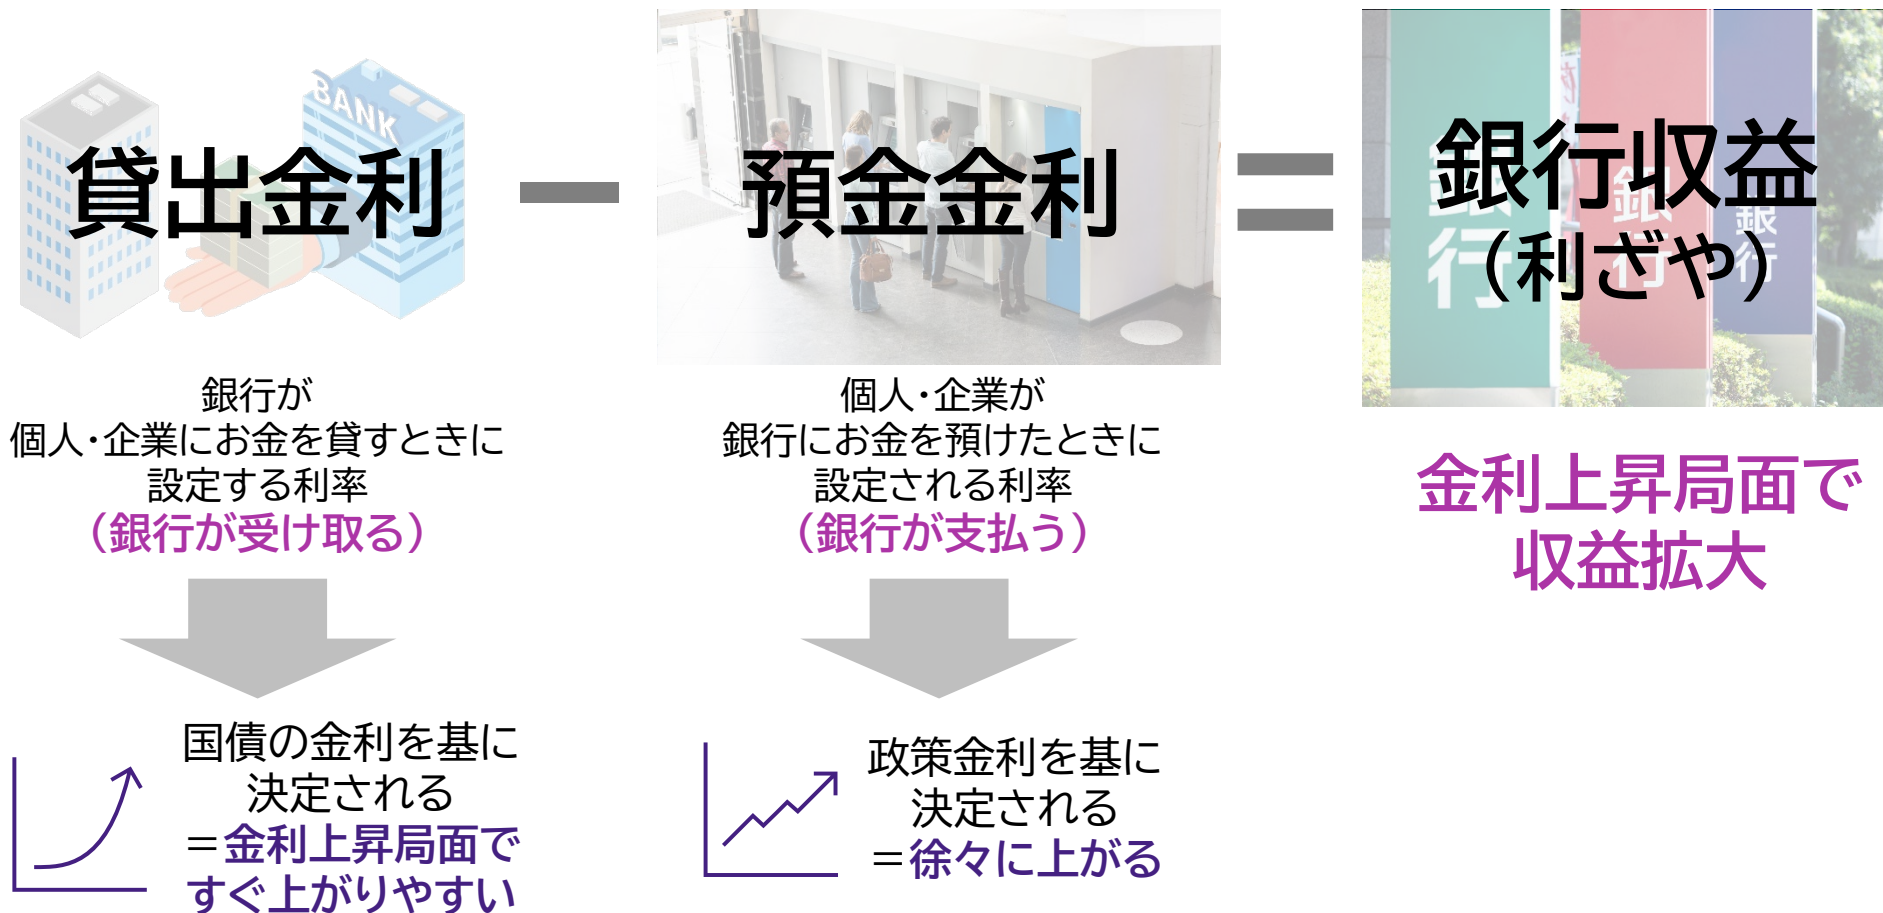 BANK
貸出金利
－
預金金利
＝
銀行収益
（利ざや）
銀行
銀行
銀行
銀行が
個人・企業にお金を貸すときに
設定する利率
（銀行が受け取る）
個人・企業が
銀行にお金を預けたときに
設定される利率
（銀行が支払う）
金利上昇局面で
収益拡大
国債の金利を基に
決定される
＝金利上昇局面で
すぐ上がりやすい
政策金利を基に
決定される
＝徐々に上がる